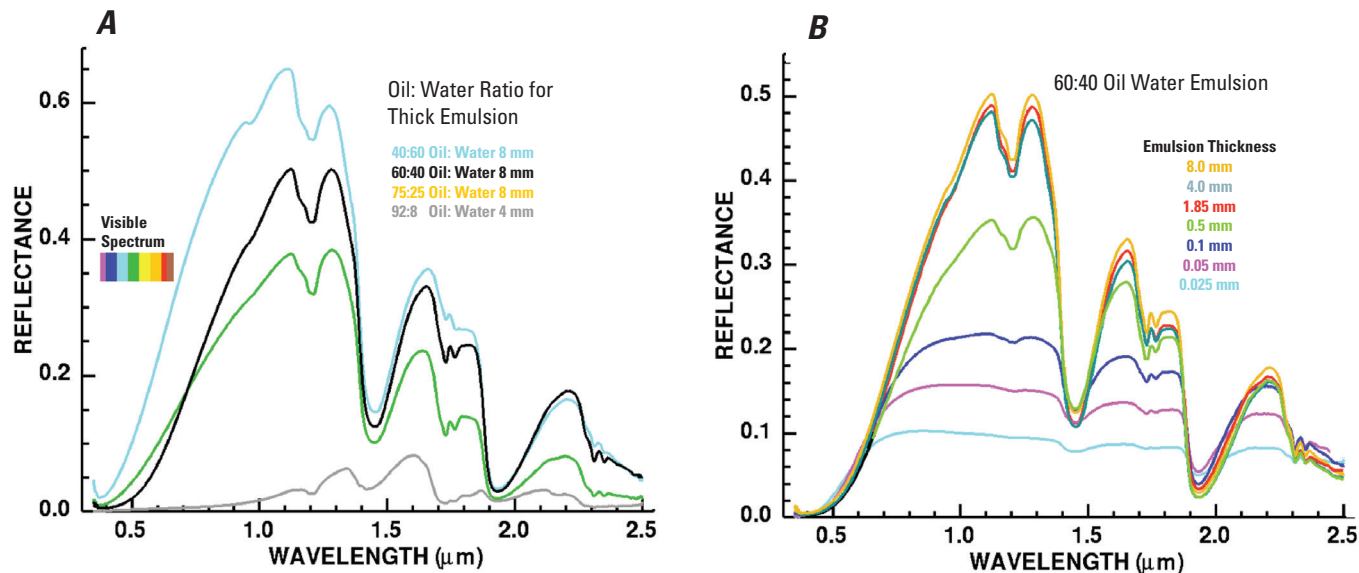 A
Oil: Water Ratio for
Thick Emulsion
40:60 Oil: Water 8 mm
60:40 Oil: Water 8 mm
75:25 Oil: Water 8 mm
92:8 Oil: Water 4 mm
Visible
Spectrum
REFLECTANCE
0.6
0.4
0.2
0.0
0.5 1.0 1.5 2.0 2.5
WAVELENGTH (µm)
B
60:40 Oil Water Emulsion
Emulsion Thickness
8.0 mm
4.0 mm
1.85 mm
0.5 mm
0.1 mm
0.05 mm
0.025 mm
REFLECTANCE
0.5
0.4
0.3
0.2
0.1
0.0
0.5 1.0 1.5 2.0 2.5
WAVELENGTH (µm)